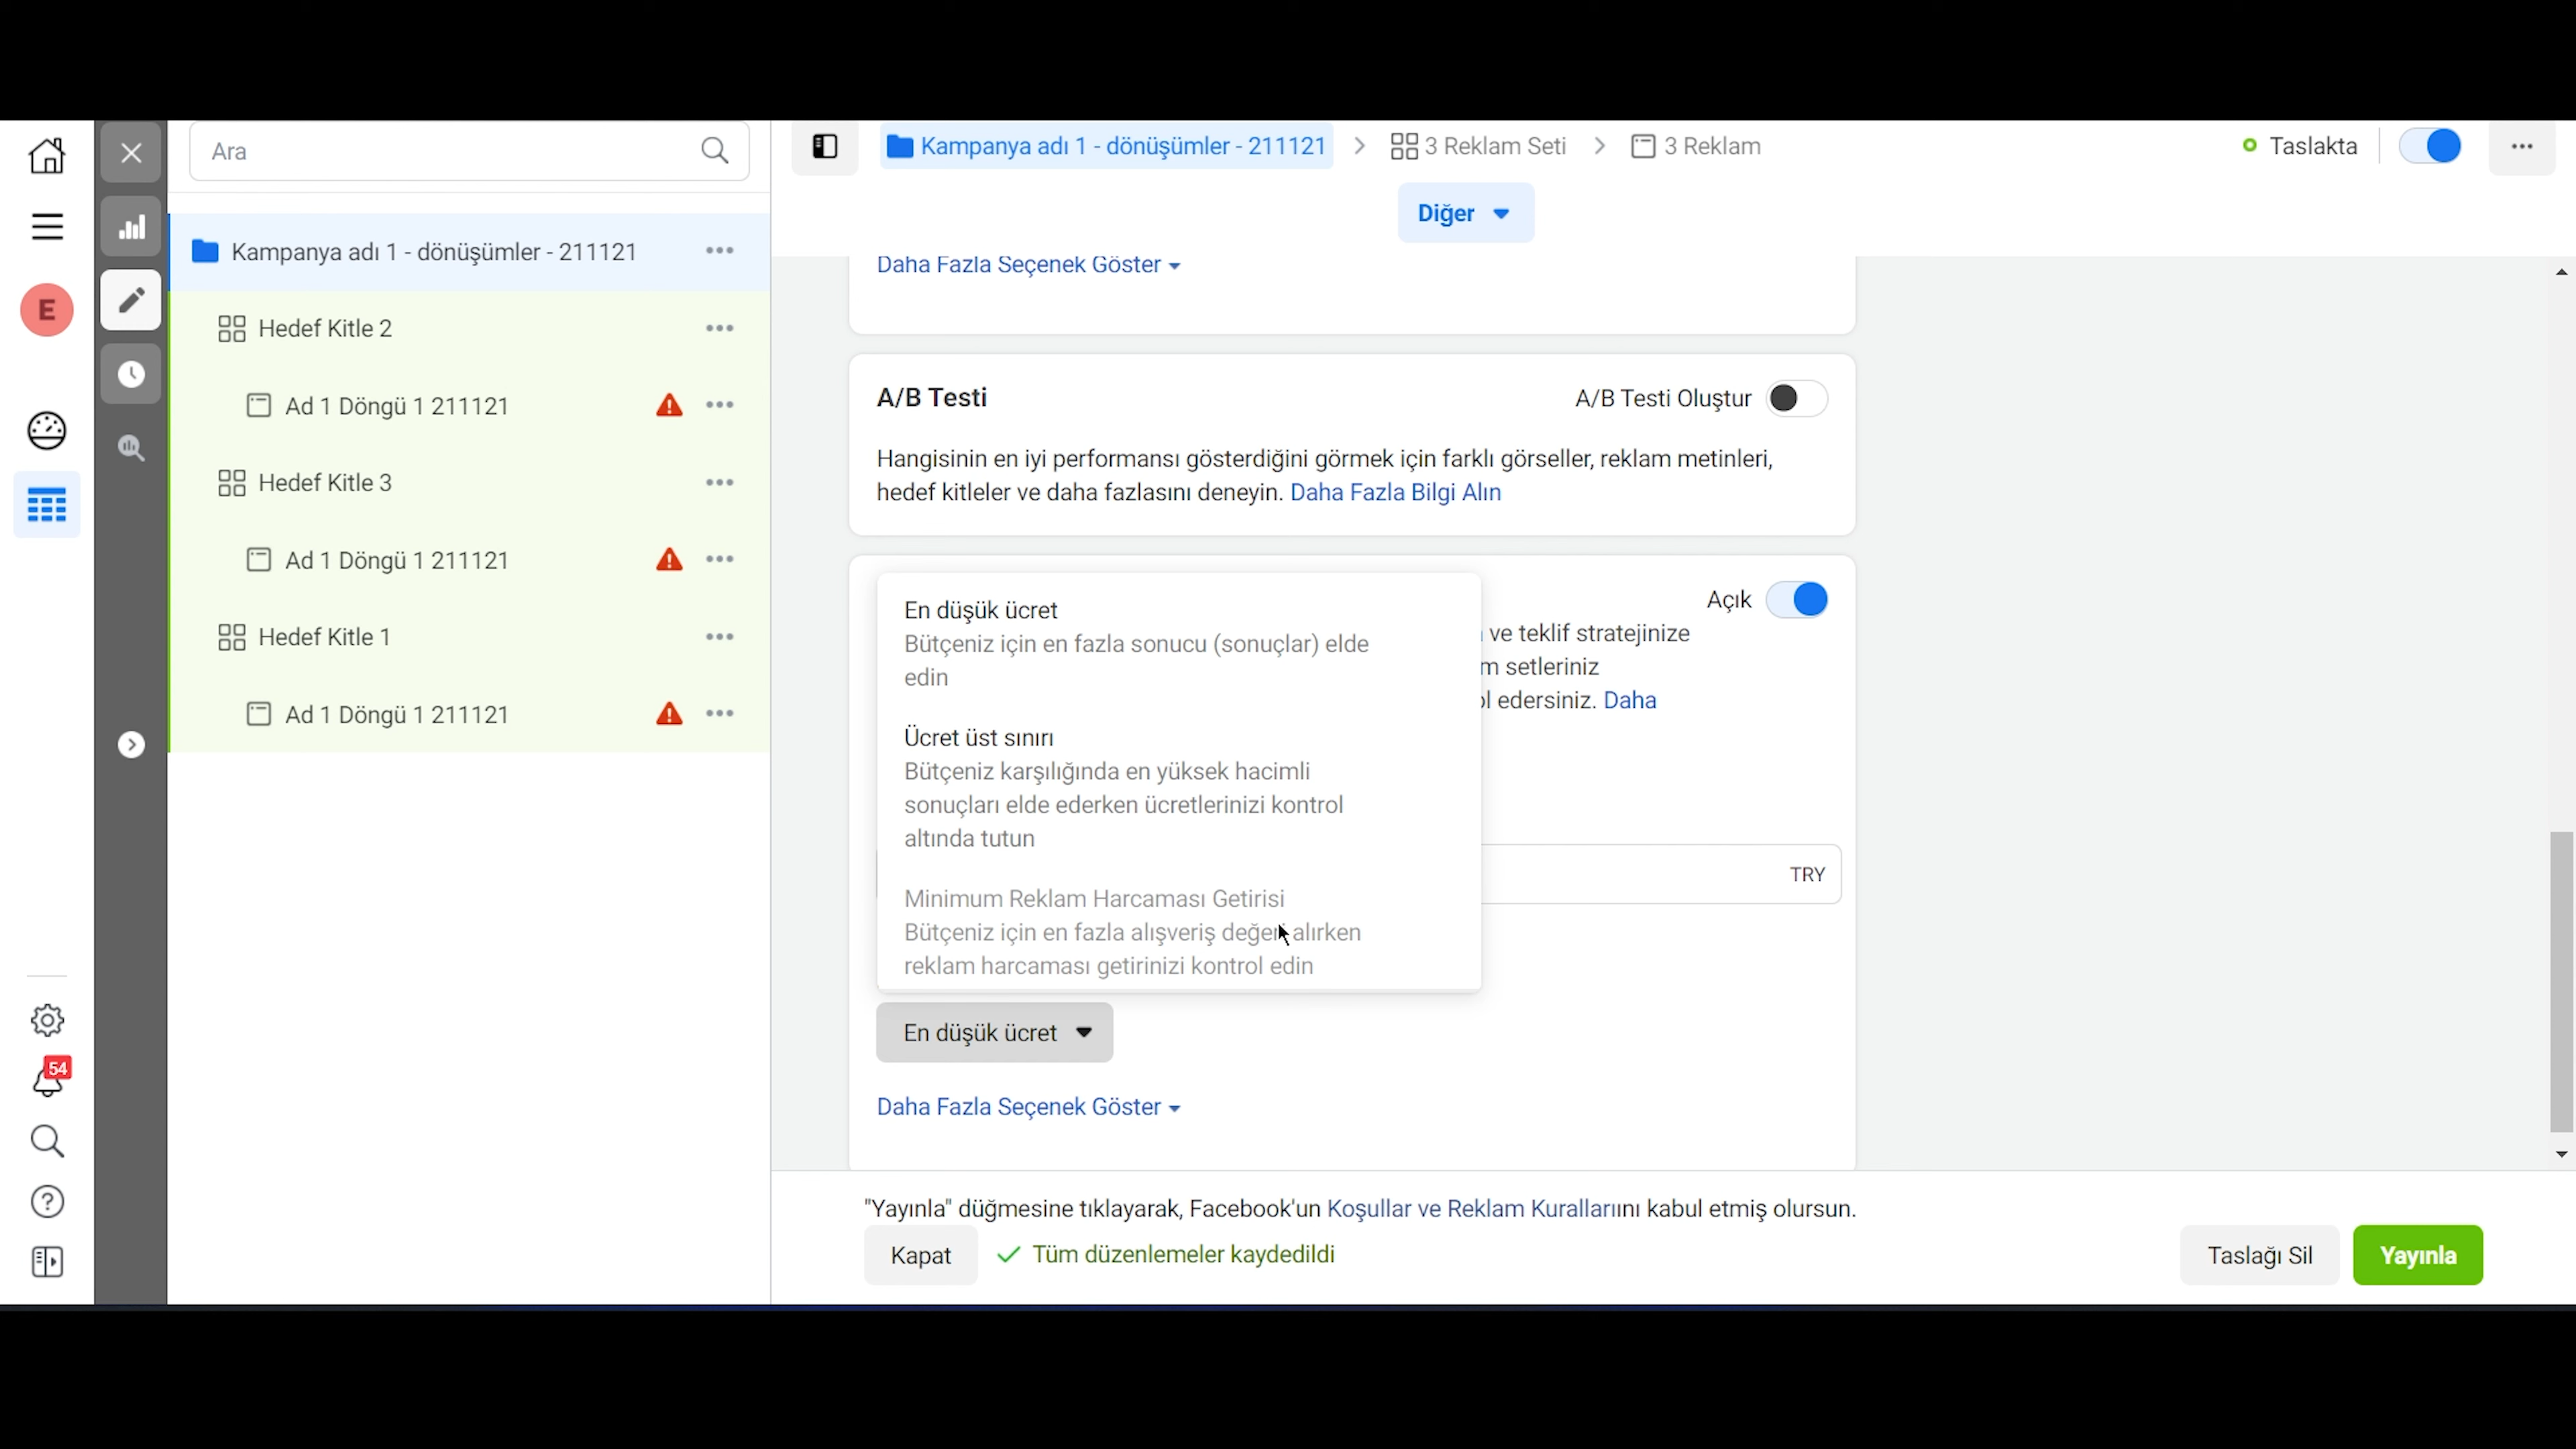 Ara
Kampanya adı 1 - dönüşümler - 211121
Hedef Kitle 2
Ad 1 Döngü 1 211121
Hedef Kitle 3
Ad 1 Döngü 1 211121
Hedef Kitle 1
Ad 1 Döngü 1 211121
E
54
Kampanya adı 1 - dönüşümler - 211121
3 Reklam Seti
3 Reklam
Taslakta
Diğer
Daha Fazla Seçenek Göster
A/B Testi
A/B Testi Oluştur
Hangisinin en iyi performansı gösterdiğini görmek için farklı görseller, reklam metinleri,
hedef kitleler ve daha fazlasını deneyin. Daha Fazla Bilgi Alın
Açık
ve teklif stratejinize
m setleriniz
ol edersiniz. Daha
TRY
En düşük ücret
Bütçeniz için en fazla sonucu (sonuçlar) elde
edin
Ücret üst sınırı
Bütçeniz karşılığında en yüksek hacimli
sonuçları elde ederken ücretlerinizi kontrol
altında tutun
Minimum Reklam Harcaması Getirisi
Bütçeniz için en fazla alışveriş değeri alırken
reklam harcaması getirinizi kontrol edin
En düşük ücret
Daha Fazla Seçenek Göster
"Yayınla" düğmesine tıklayarak, Facebook'un Koşullar ve Reklam Kurallarıını kabul etmiş olursun.
Kapat
Tüm düzenlemeler kaydedildi
Taslağı Sil
Yayınla